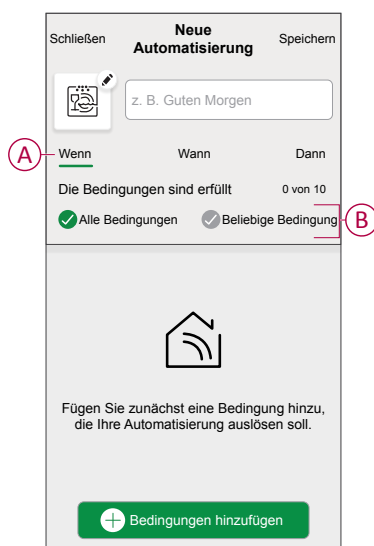 Schließen
Neue
Automatisierung
Speichern
z. B. Guten Morgen
A
Wenn
Wann
Dann
Die Bedingungen sind erfüllt
0 von 10
Alle Bedingungen
Beliebige Bedingung
B
Fügen Sie zunächst eine Bedingung hinzu,
die Ihre Automatisierung auslösen soll.
Bedingungen hinzufügen